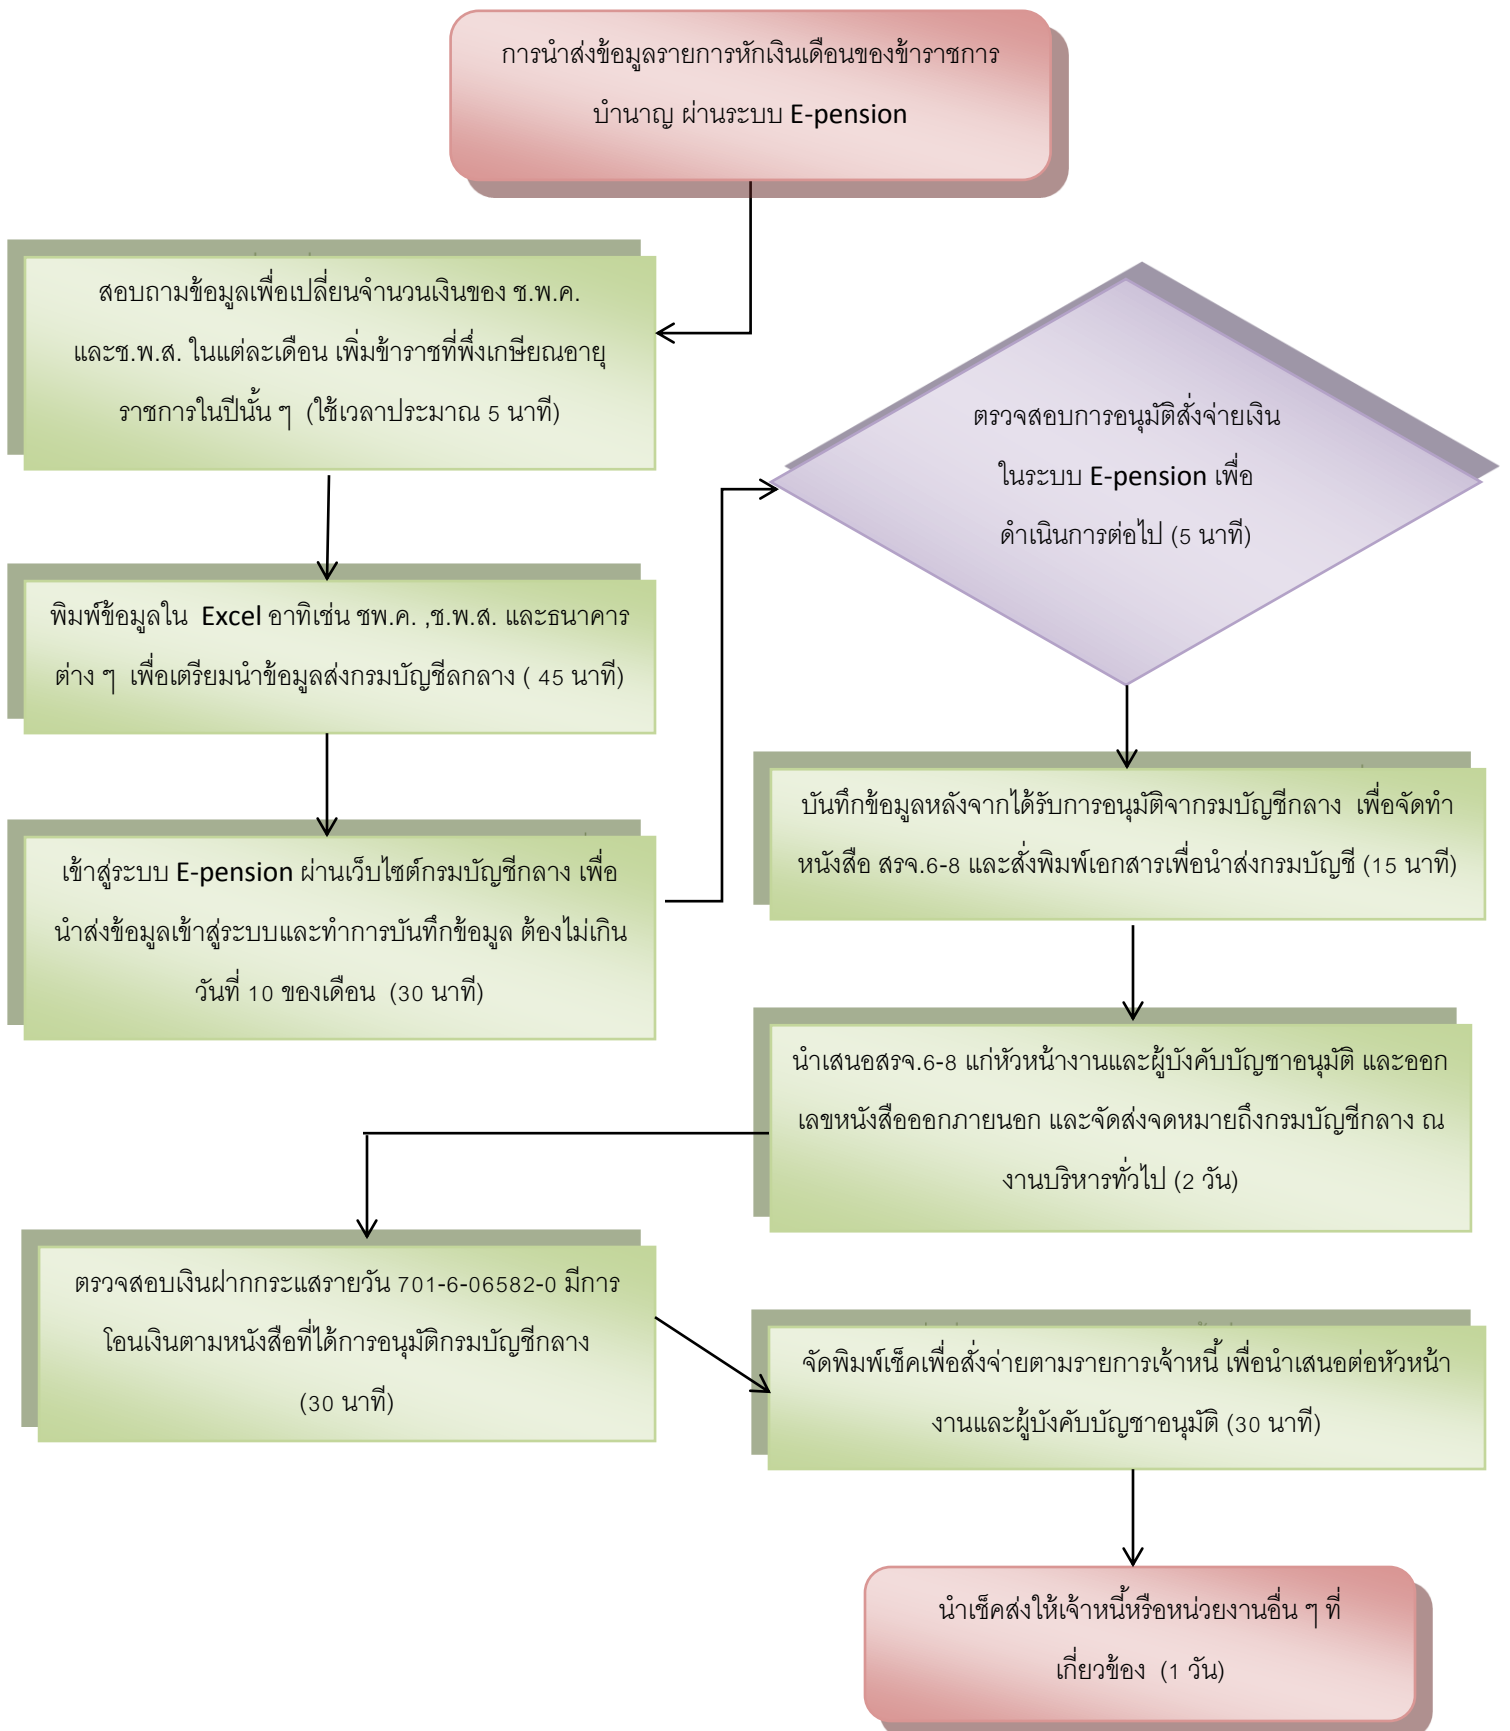 การนำส่งข้อมูลรายการหักเงินเดือนของข้าราชการ
บำนาญ ผ่านระบบ E-pension
สอบถามข้อมูลเพื่อเปลี่ยนจำนวนเงินของ ช.พ.ค.
และช.พ.ส. ในแต่ละเดือน เพิ่มข้าราชที่พึ่งเกษียณอายุ
ราชการในปีนั้น ๆ (ใช้เวลาประมาณ 5 นาที)
พิมพ์ข้อมูลใน Excel อาทิเช่น ชพ.ค. ,ช.พ.ส. และธนาคาร
ต่าง ๆ เพื่อเตรียมนำข้อมูลส่งกรมบัญชีลกลาง ( 45 นาที)
เข้าสู่ระบบ E-pension ผ่านเว็บไซต์กรมบัญชีกลาง เพื่อ
นำส่งข้อมูลเข้าสู่ระบบและทำการบันทึกข้อมูล ต้องไม่เกิน
วันที่ 10 ของเดือน (30 นาที)
ตรวจสอบการอนุมัติสั่งจ่ายเงิน
ในระบบ E-pension เพื่อ
ดำเนินการต่อไป (5 นาที)
บันทึกข้อมูลหลังจากได้รับการอนุมัติจากรมบัญชีกลาง เพื่อจัดทำ
หนังสือ สรจ.6-8 และสั่งพิมพ์เอกสารเพื่อนำส่งกรมบัญชี (15 นาที)
นำเสนอสรจ.6-8 แก่หัวหน้างานและผู้บังคับบัญชาอนุมัติ และออก
เลขหนังสือออกภายนอก และจัดส่งจดหมายถึงกรมบัญชีกลาง ณ
งานบริหารทั่วไป (2 วัน)
ตรวจสอบเงินฝากกระแสรายวัน 701-6-06582-0 มีการ
โอนเงินตามหนังสือที่ได้การอนุมัติกรมบัญชีกลาง
(30 นาที)
จัดพิมพ์เช็คเพื่อสั่งจ่ายตามรายการเจ้าหนี้ เพื่อนำเสนอต่อหัวหน้า
งานและผู้บังคับบัญชาอนุมัติ (30 นาที)
นำเช็คส่งให้เจ้าหนี้หรือหน่วยงานอื่น ๆ ที่
เกี่ยวข้อง (1 วัน)